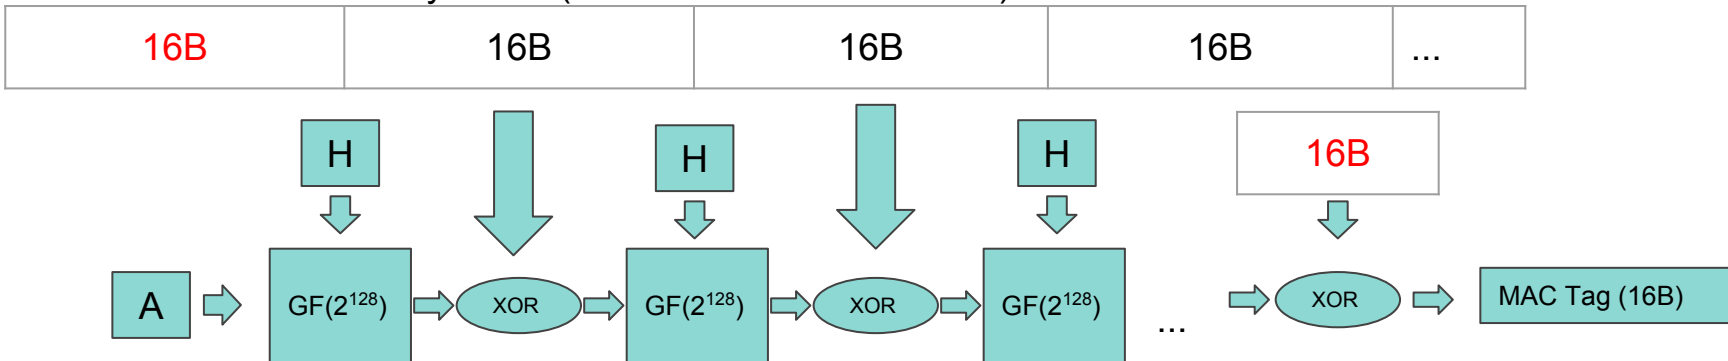 16B 16B 16B 16B ...
H H H 16B
A GF(2¹²⁸) XOR GF(2¹²⁸) XOR GF(2¹²⁸) ... XOR MAC Tag (16B)